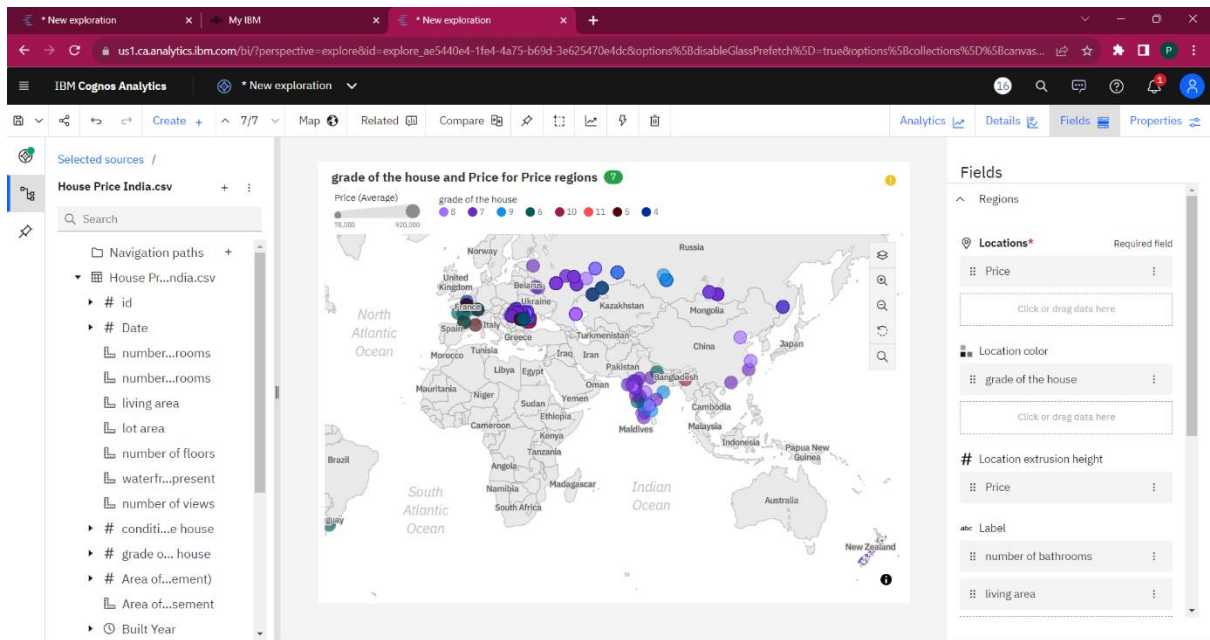 * New exploration
My IBM
* New exploration
us1.ca.analytics.ibm.com/bi/?perspective=explore&id=explore_ae5440e4-1fe4-4a75-b69d-3e625470e4dc&options%5BdisableGlassPrefetch%5D=true&options%5Bcollections%5D%5Bcanvas...
P
IBM Cognos Analytics
* New exploration
16
1
Create +
7/7
Map
Related
Compare
Analytics
Details
Fields
Properties
Selected sources /
House Price India.csv
Search
Navigation paths
House Pr...ndia.csv
# id
# Date
number...rooms
number...rooms
living area
lot area
number of floors
waterfr...present
number of views
# conditi...e house
# grade o... house
# Area of...ement)
Area of...sement
Built Year
grade of the house and Price for Price regions 7
Price (Average)
78,000 920,000
grade of the house
8 7 9 6 10 11 5 4
Russia
Norway
United
Kingdom
Belarus
Ukraine
France
Kazakhstan
Mongolia
North
Atlantic
Ocean
Spain
Italy
Greece
Turkmenistan
China
Japan
Morocco
Tunisia
Iraq
Iran
Libya
Egypt
Pakistan
Bangladesh
Oman
Mauritania
Niger
Sudan
Yemen
Cambodia
Ethiopia
Cameroon
Maldives
Malaysia
Kenya
Indonesia
Papua New
Guinea
Tanzania
Brazil
Angola
South
Atlantic
Ocean
Namibia
Madagascar
South Africa
Indian
Ocean
Australia
guay
New Zealand
Fields
Regions
Locations*
Required field
Price
Click or drag data here
Location color
grade of the house
Click or drag data here
# Location extrusion height
Price
abc Label
number of bathrooms
living area